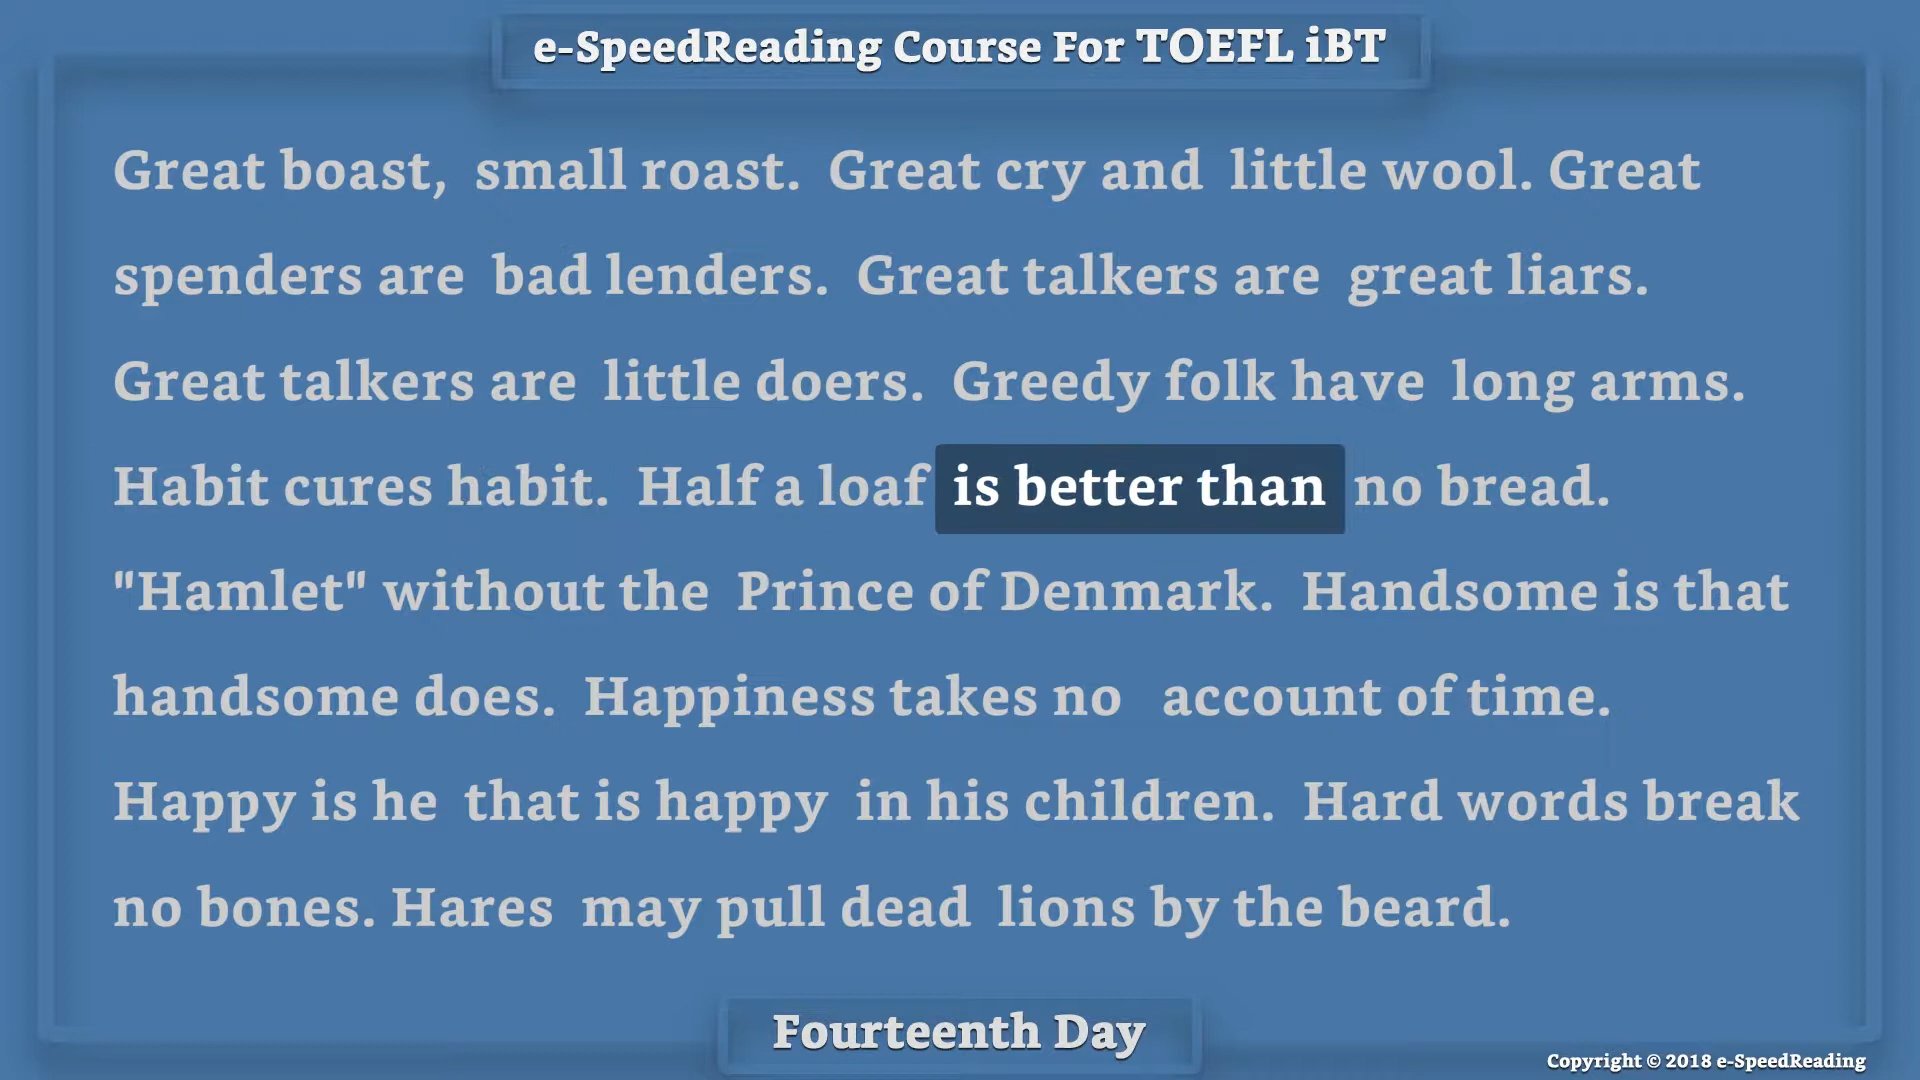 e-SpeedReading Course For TOEFL iBT
Great boast, small roast. Great cry and little wool. Great
spenders are bad lenders. Great talkers are great liars.
Great talkers are little doers. Greedy folk have long arms.
Habit cures habit. Half a loaf is better than no bread.
"Hamlet" without the Prince of Denmark. Handsome is that
handsome does. Happiness takes no account of time.
Happy is he that is happy in his children. Hard words break
no bones. Hares may pull dead lions by the beard.
Fourteenth Day
Copyright © 2018 e-SpeedReading